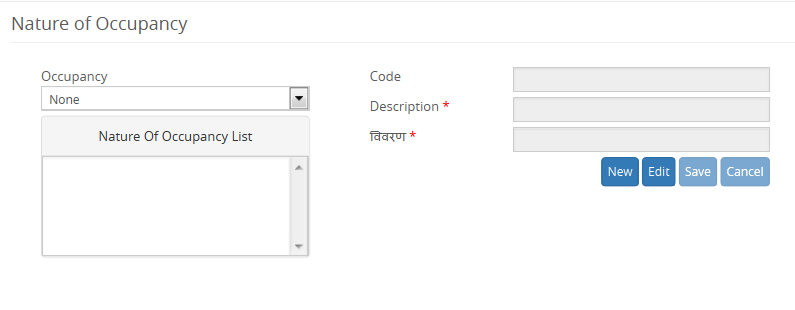 Nature of Occupancy
Occupancy
None
Nature Of Occupancy List
Code
Description *
विवरण *
New Edit Save Cancel